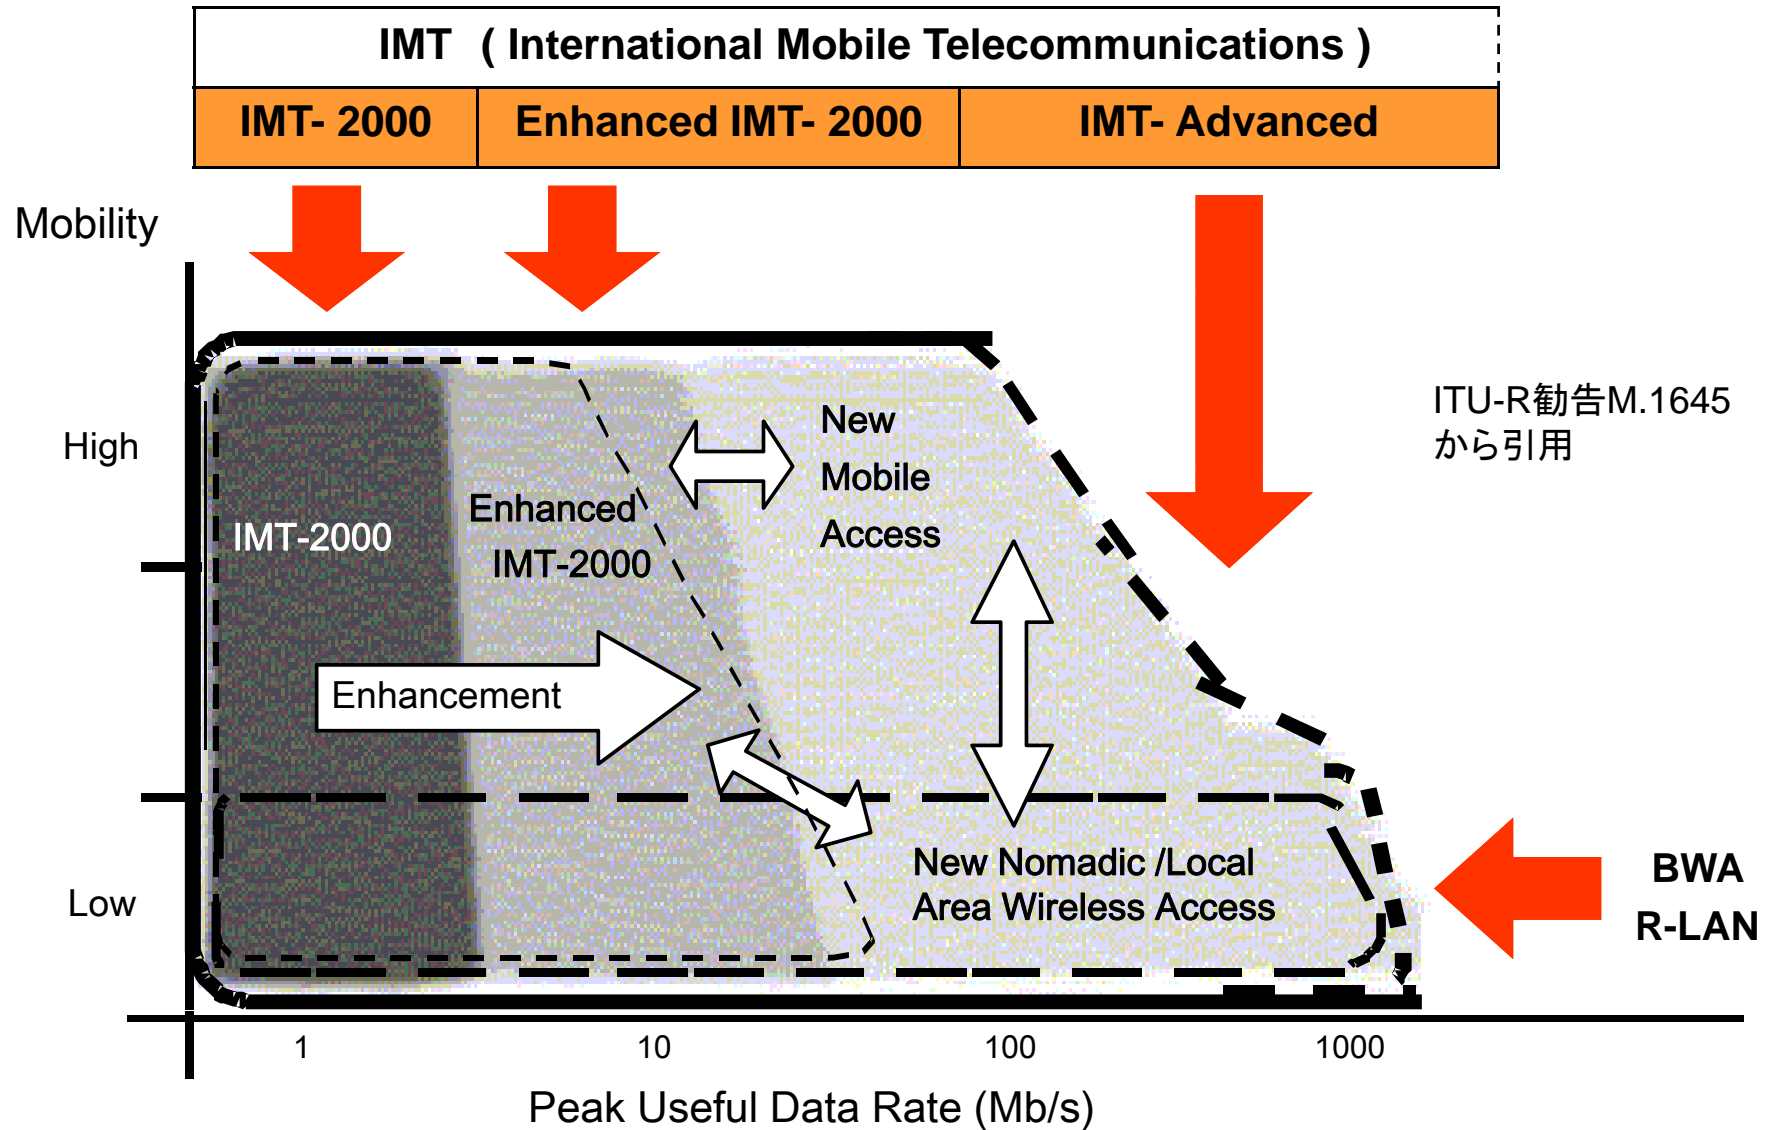 IMT ( International Mobile Telecommunications )
IMT- 2000 Enhanced IMT- 2000 IMT- Advanced
Mobility
High
Low
IMT-2000
Enhanced
IMT-2000
New
Mobile
Access
ITU-R勧告M.1645
から引用
Enhancement
New Nomadic /Local
Area Wireless Access
BWA
R-LAN
1 10 100 1000
Peak Useful Data Rate (Mb/s)